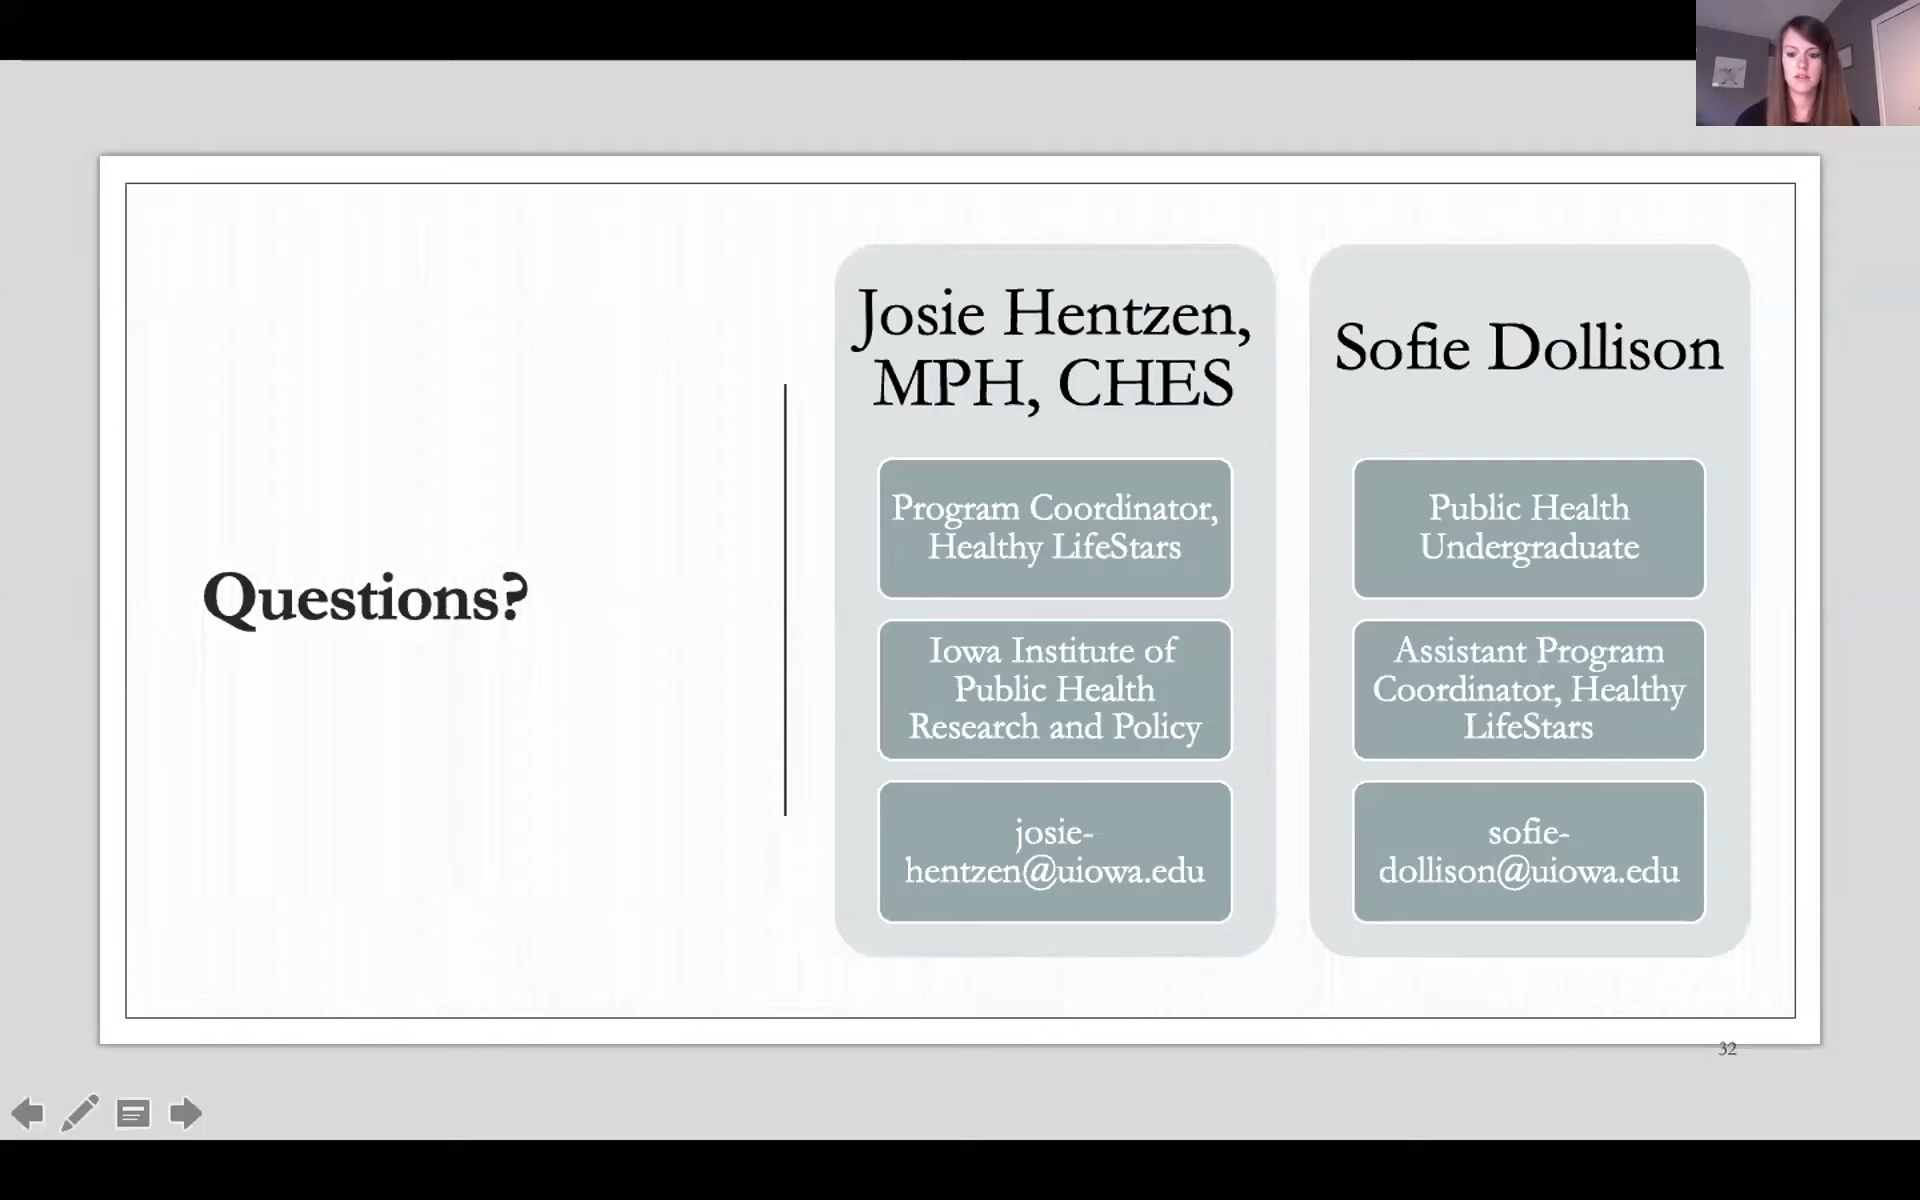 Questions?
Josie Hentzen,
MPH, CHES
Program Coordinator,
Healthy LifeStars
Iowa Institute of
Public Health
Research and Policy
josie-
hentzen@uiowa.edu
Sofie Dollison
Public Health
Undergraduate
Assistant Program
Coordinator, Healthy
LifeStars
sofie-
dollison@uiowa.edu
32